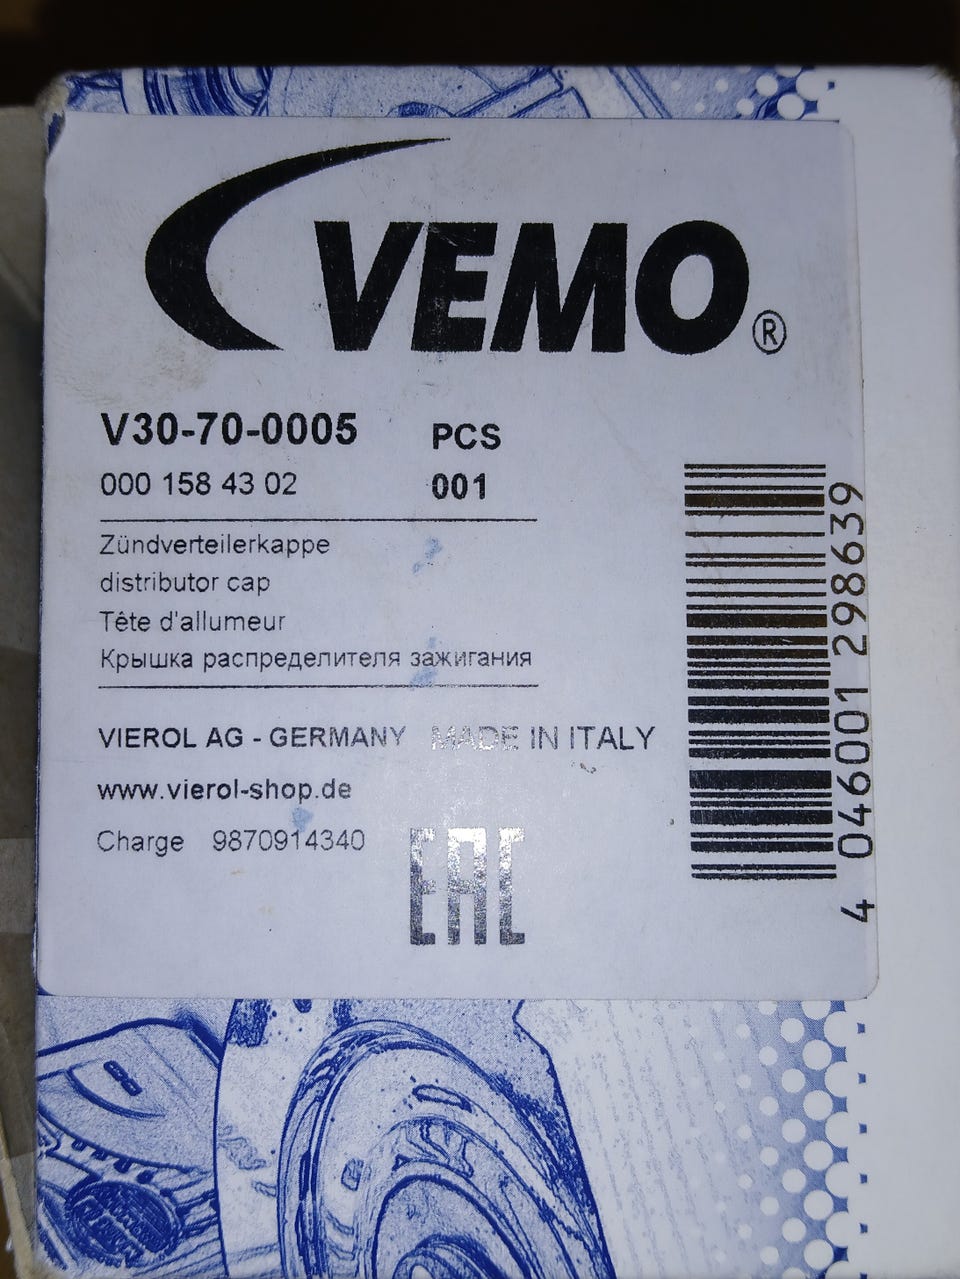 VEMO®
V30-70-0005 PCS
000 158 43 02 001
Zündverteilerkappe
distributor cap
Tête d'allumeur
Крышка распределителя зажигания
VIEROL AG - GERMANY MADE IN ITALY
www.vierol-shop.de
Charge 9870914340
EAC
4 046001 298639